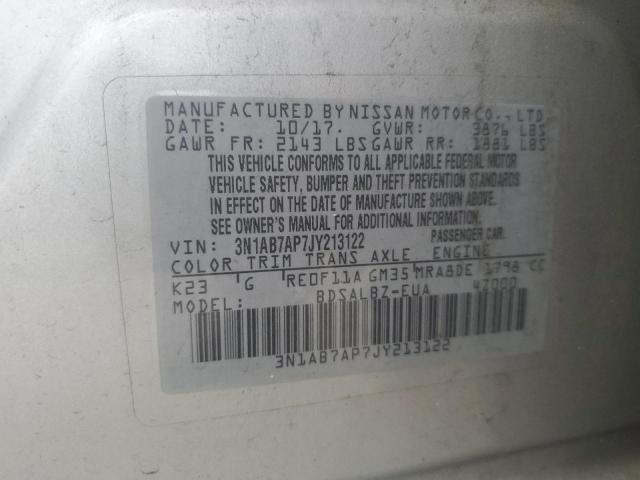 MANUFACTURED BY NISSAN MOTOR CO., LTD.
DATE: 10/17. GVWR: 3876 LBS
GAWR FR: 2143 LBS GAWR RR: 1881 LBS
THIS VEHICLE CONFORMS TO ALL APPLICABLE FEDERAL MOTOR
VEHICLE SAFETY, BUMPER AND THEFT PREVENTION STANDARDS
IN EFFECT ON THE DATE OF MANUFACTURE SHOWN ABOVE.
SEE OWNER'S MANUAL FOR ADDITIONAL INFORMATION.
VIN: 3N1AB7AP7JY213122 PASSENGER CAR
COLOR TRIM TRANS AXLE ENGINE
K23 G RE0F11A GM35 MRA8DE 1798 CC
MODEL: BDSALBZ-EUA 4Z000
3N1AB7AP7JY213122